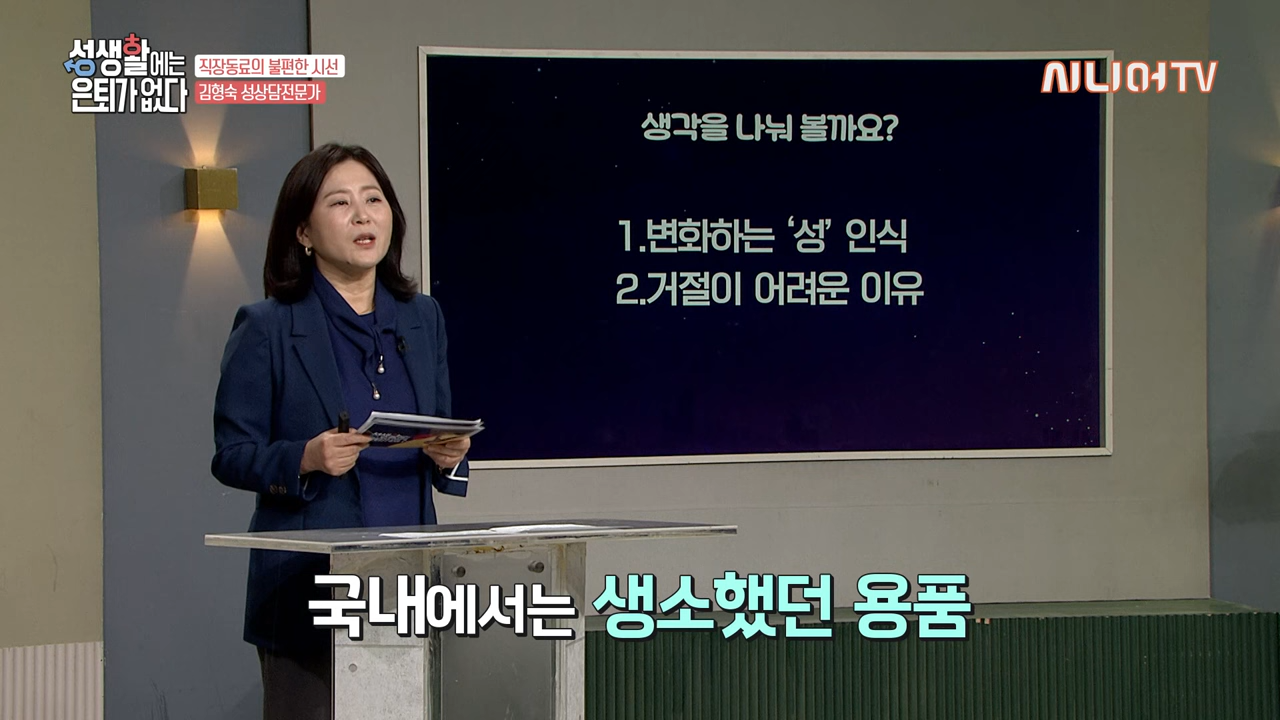 성생활에는
은퇴가 없다
직장동료의 불편한 시선
김형숙 성상담전문가
시니어TV
생각을 나눠 볼까요?
1.변화하는 ‘성’ 인식
2.거절이 어려운 이유
국내에서는 생소했던 용품